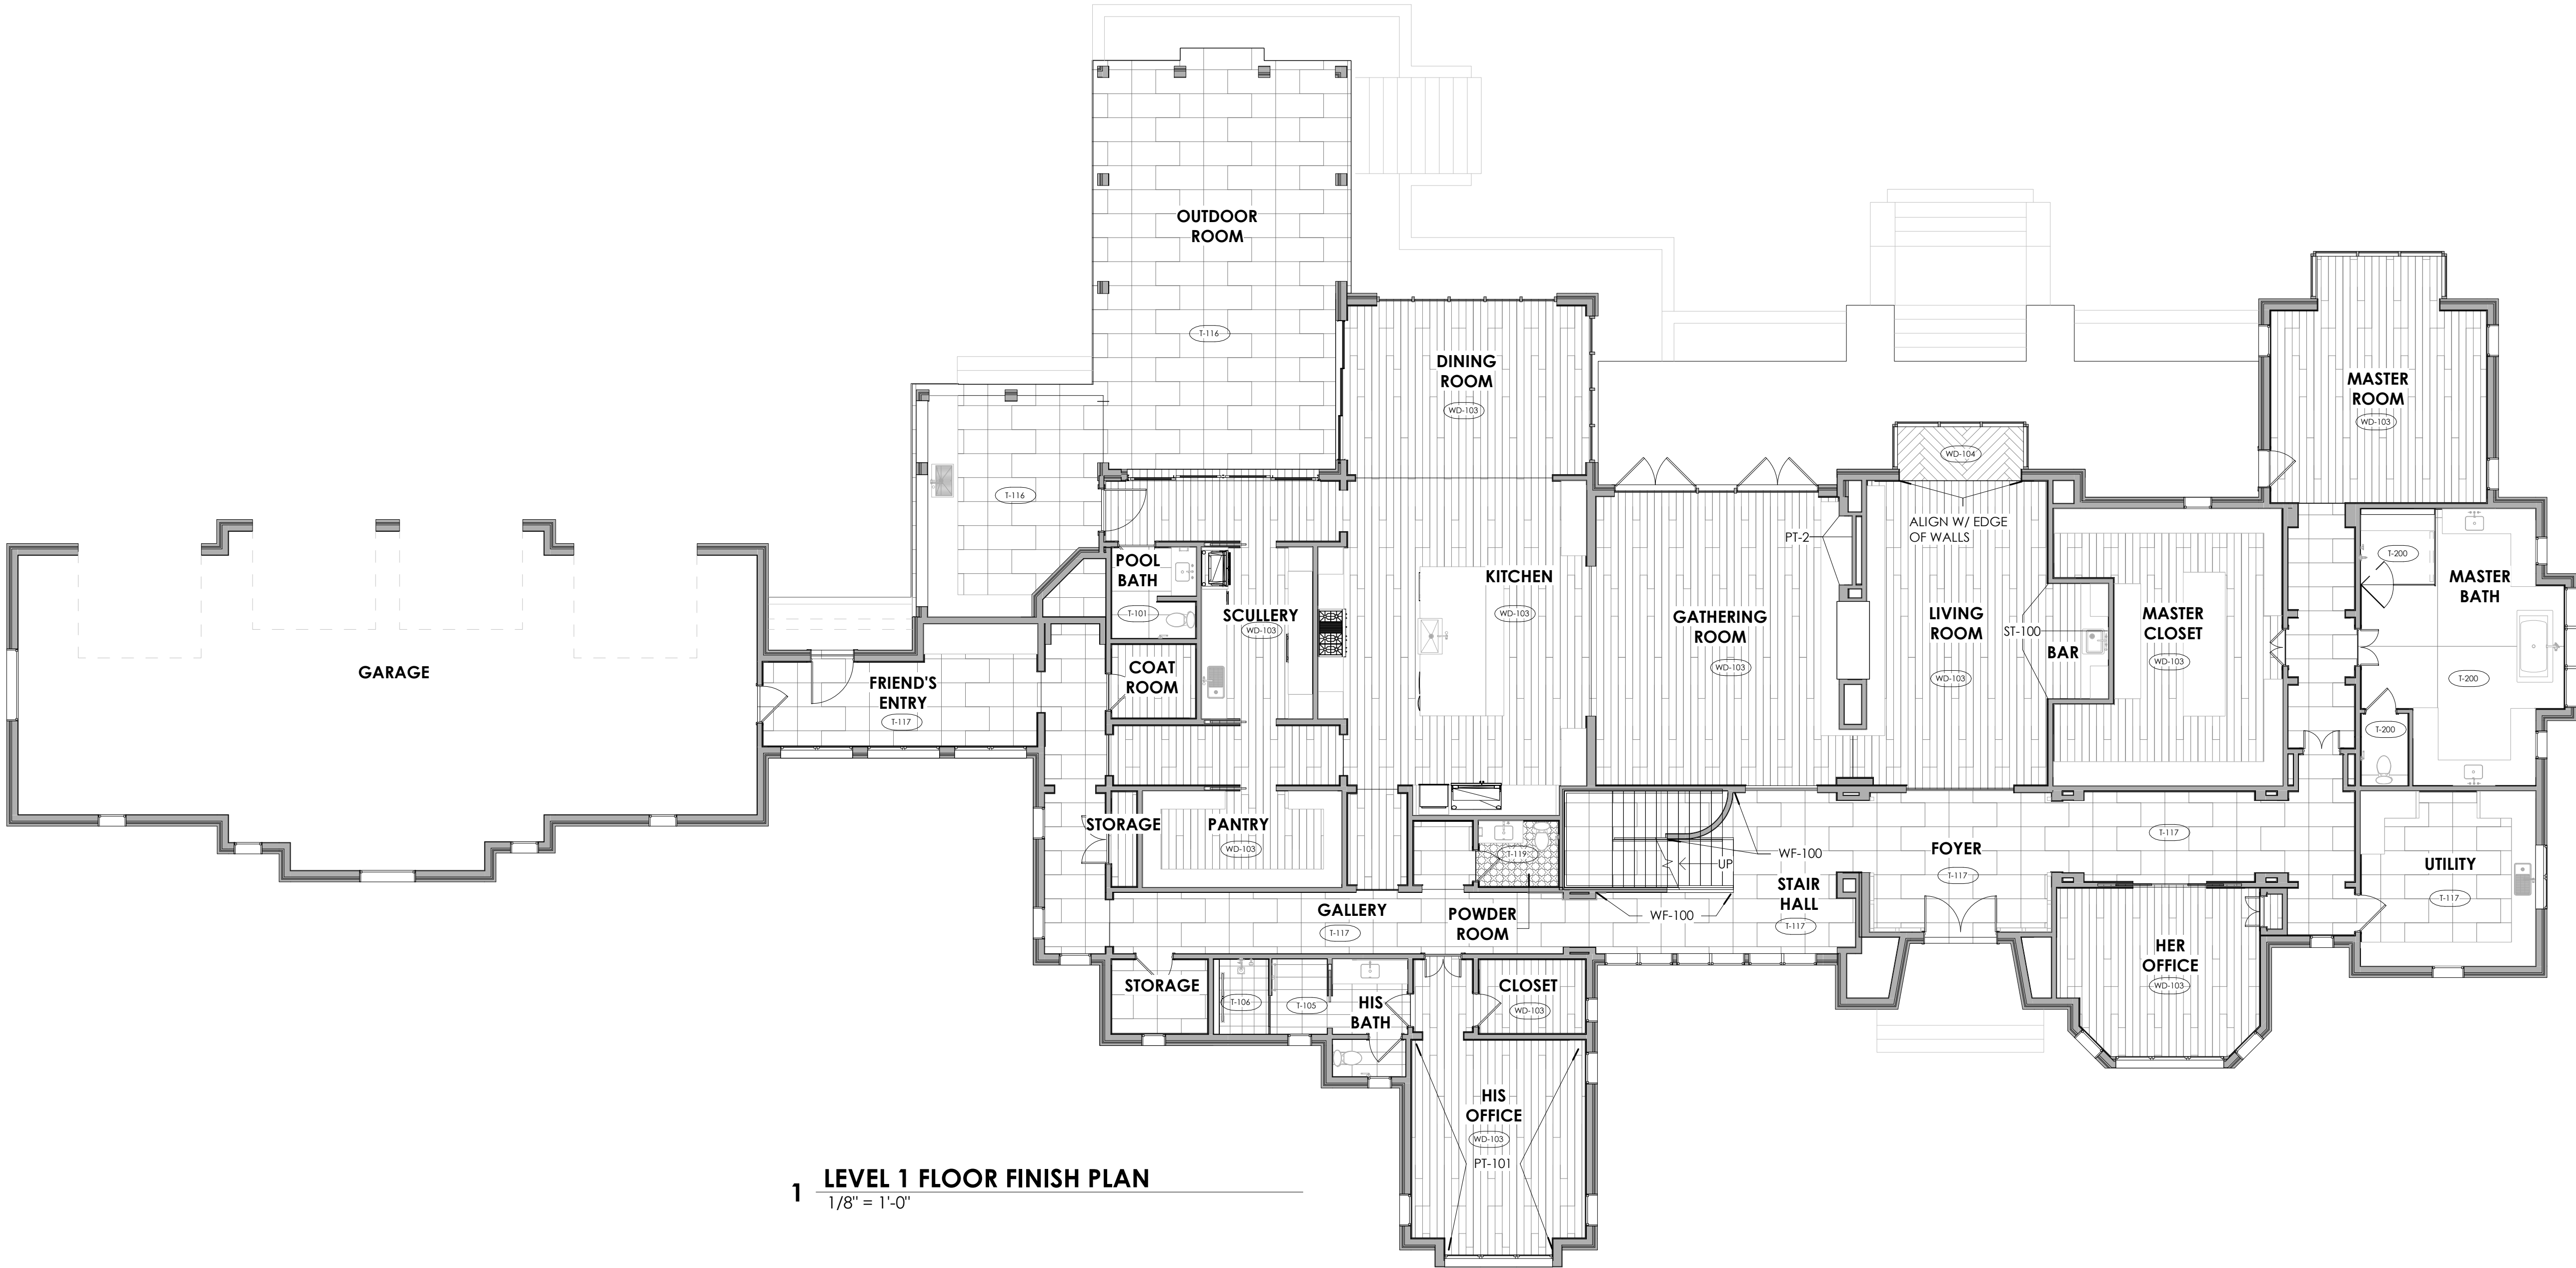 OUTDOOR
ROOM
T-116
DINING
ROOM
WD-103
MASTER
ROOM
WD-103
WD-104
T-116
ALIGN W/ EDGE
OF WALLS
PT-2
POOL
BATH
T-101
SCULLERY
WD-103
KITCHEN
WD-103
GATHERING
ROOM
WD-103
LIVING
ROOM
WD-103
ST-100
BAR
MASTER
CLOSET
WD-103
T-200
MASTER
BATH
T-200
T-200
GARAGE
FRIEND'S
ENTRY
T-117
COAT
ROOM
STORAGE
PANTRY
WD-103
T-119
UP
WF-100
STAIR
HALL
T-117
FOYER
T-117
T-117
UTILITY
T-117
GALLERY
T-117
POWDER
ROOM
WF-100
HER
OFFICE
WD-103
STORAGE
T-106
T-105
HIS
BATH
CLOSET
WD-103
HIS
OFFICE
WD-103
PT-101
1 LEVEL 1 FLOOR FINISH PLAN
1/8" = 1'-0"